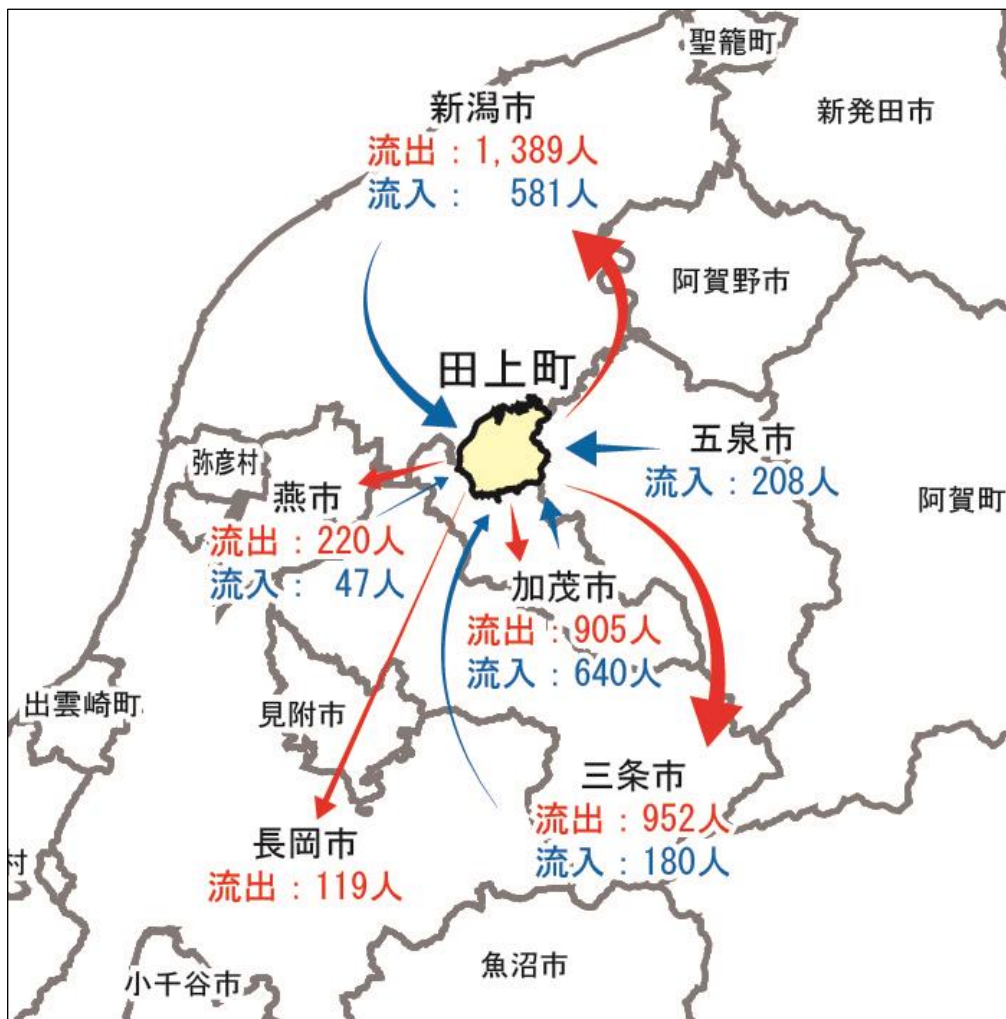 聖籠町
新潟市
流出：1,389人
流入： 581人
新発田市
阿賀野市
田上町
五泉市
流入：208人
弥彦村
燕市
流出：220人
流入： 47人
阿賀町
加茂市
流出：905人
流入：640人
出雲崎町
見附市
三条市
流出：952人
流入：180人
長岡市
流出：119人
村
小千谷市
魚沼市